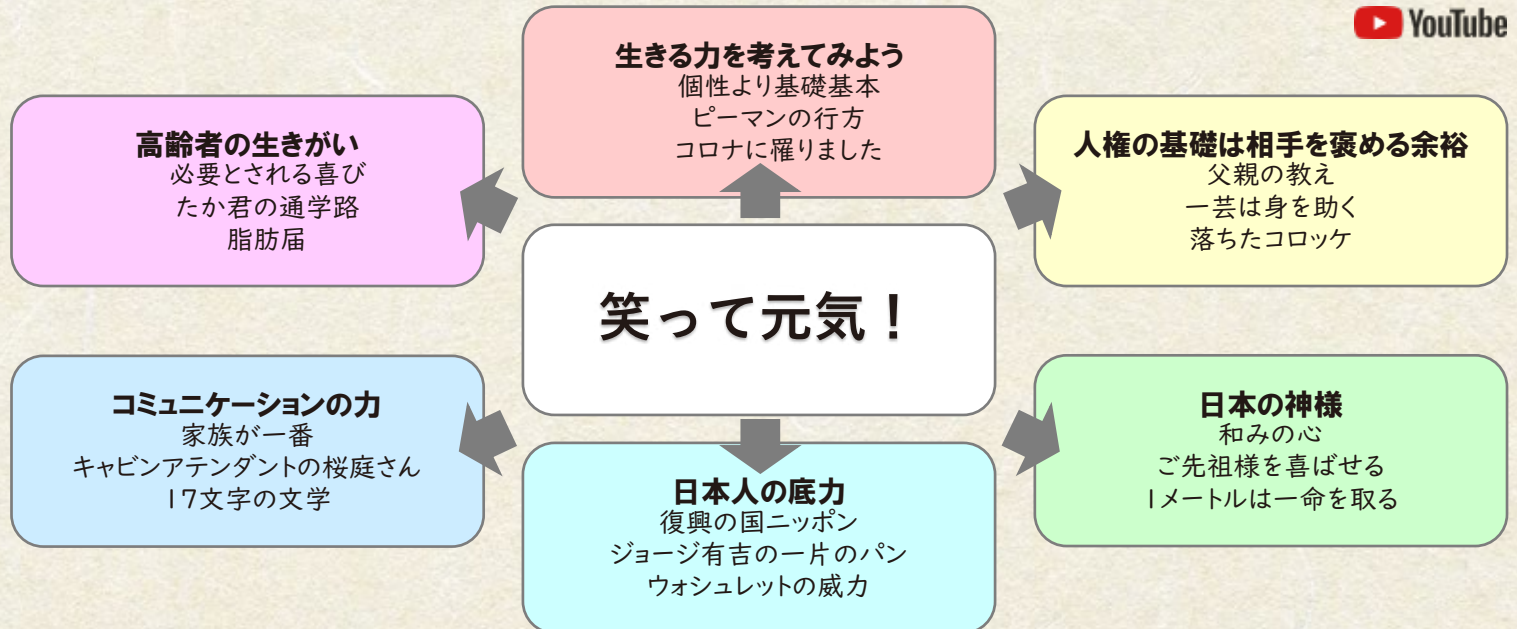 YouTube
生きる力を考えてみよう
個性より基礎基本
ピーマンの行方
コロナに罹りました
高齢者の生きがい
必要とされる喜び
たか君の通学路
脂肪届
人権の基礎は相手を褒める余裕
父親の教え
一芸は身を助く
落ちたコロッケ
笑って元気！
コミュニケーションの力
家族が一番
キャビンアテンダントの桜庭さん
17文字の文学
日本人の底力
復興の国ニッポン
ジョージ有吉の一片のパン
ウォシュレットの威力
日本の神様
和みの心
ご先祖様を喜ばせる
1メートルは一命を取る